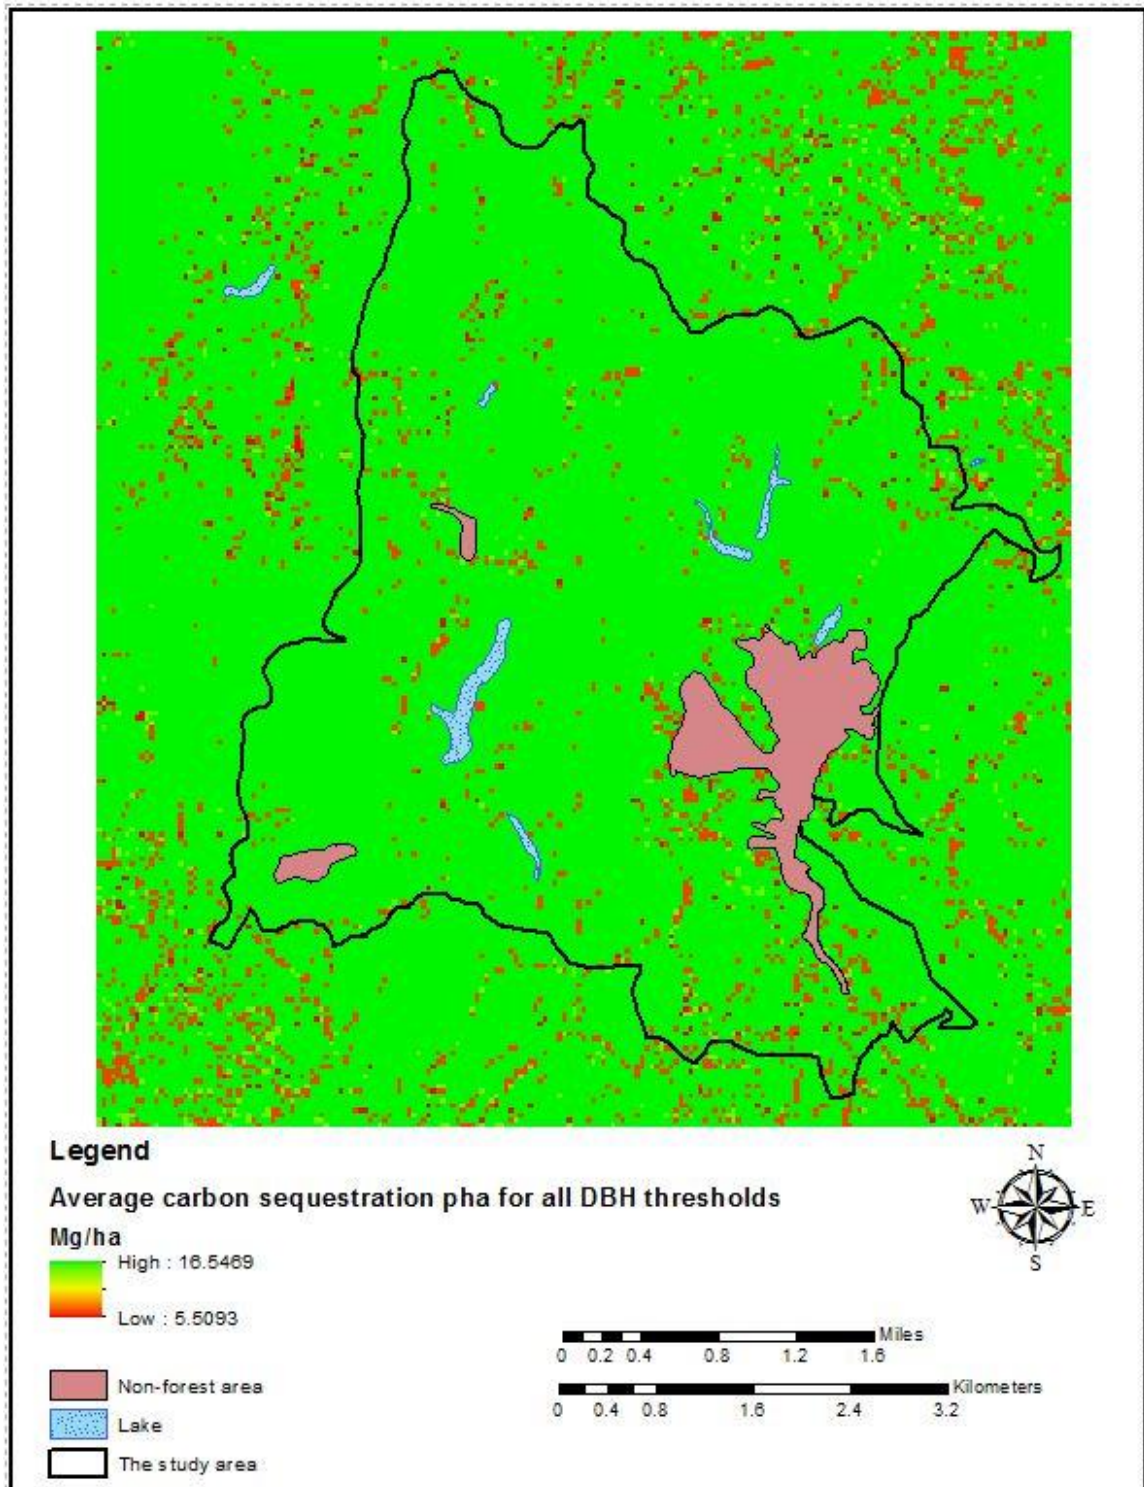 Legend
Average carbon sequestration pha for all DBH thresholds
Mg/ha
High : 16.5469
Low : 5.5093
Non-forest area
Lake
The study area
N
W E
S
Miles
0 0.2 0.4 0.8 1.2 1.6
Kilometers
0 0.4 0.8 1.6 2.4 3.2